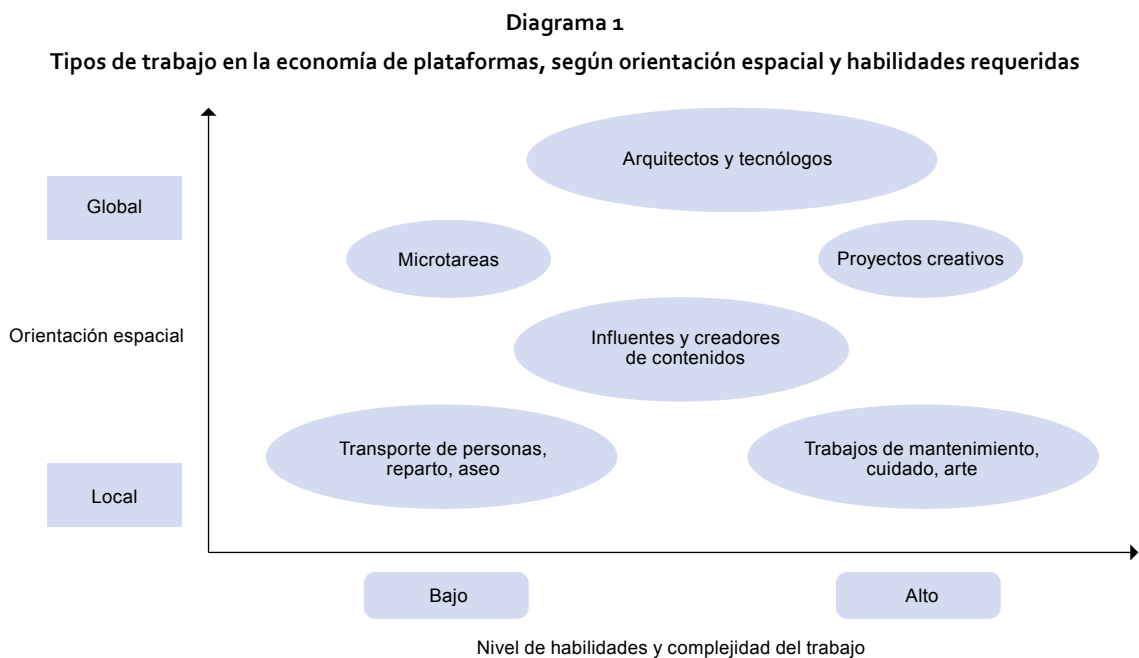 Diagrama 1
Tipos de trabajo en la economía de plataformas, según orientación espacial y habilidades requeridas
Arquitectos y tecnólogos
Global
Microtareas
Proyectos creativos
Orientación espacial
Influentes y creadores
de contenidos
Transporte de personas,
reparto, aseo
Trabajos de mantenimiento,
cuidado, arte
Local
Bajo
Alto
Nivel de habilidades y complejidad del trabajo